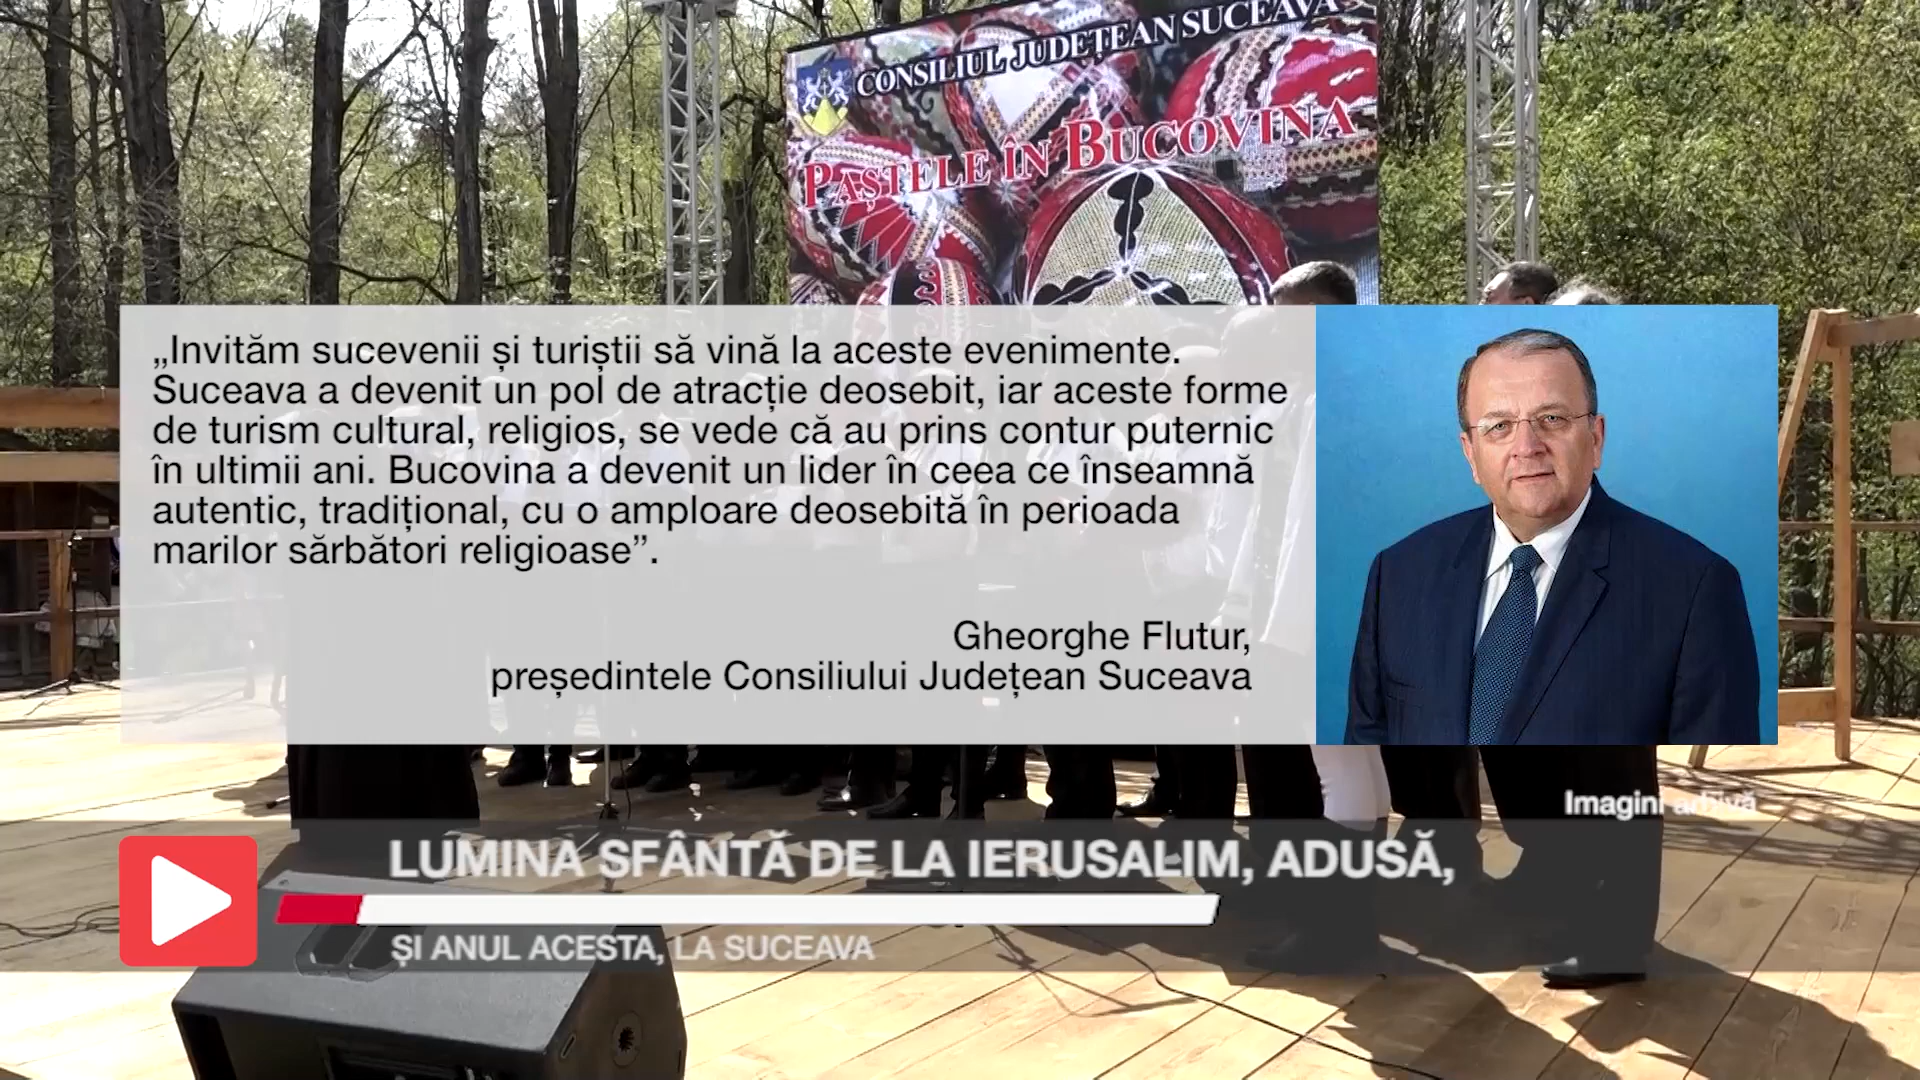 CONSILIUL JUDEȚEAN SUCEAVA
PAȘTELE ÎN BUCOVINA
„Invităm sucevenii și turiștii să vină la aceste evenimente.
Suceava a devenit un pol de atracție deosebit, iar aceste forme
de turism cultural, religios, se vede că au prins contur puternic
în ultimii ani. Bucovina a devenit un lider în ceea ce înseamnă
autentic, tradițional, cu o amploare deosebită în perioada
marilor sărbători religioase”.
Gheorghe Flutur,
președintele Consiliului Județean Suceava
Imagini arhivă
LUMINA SFÂNTĂ DE LA IERUSALIM, ADUSĂ,
ȘI ANUL ACESTA, LA SUCEAVA